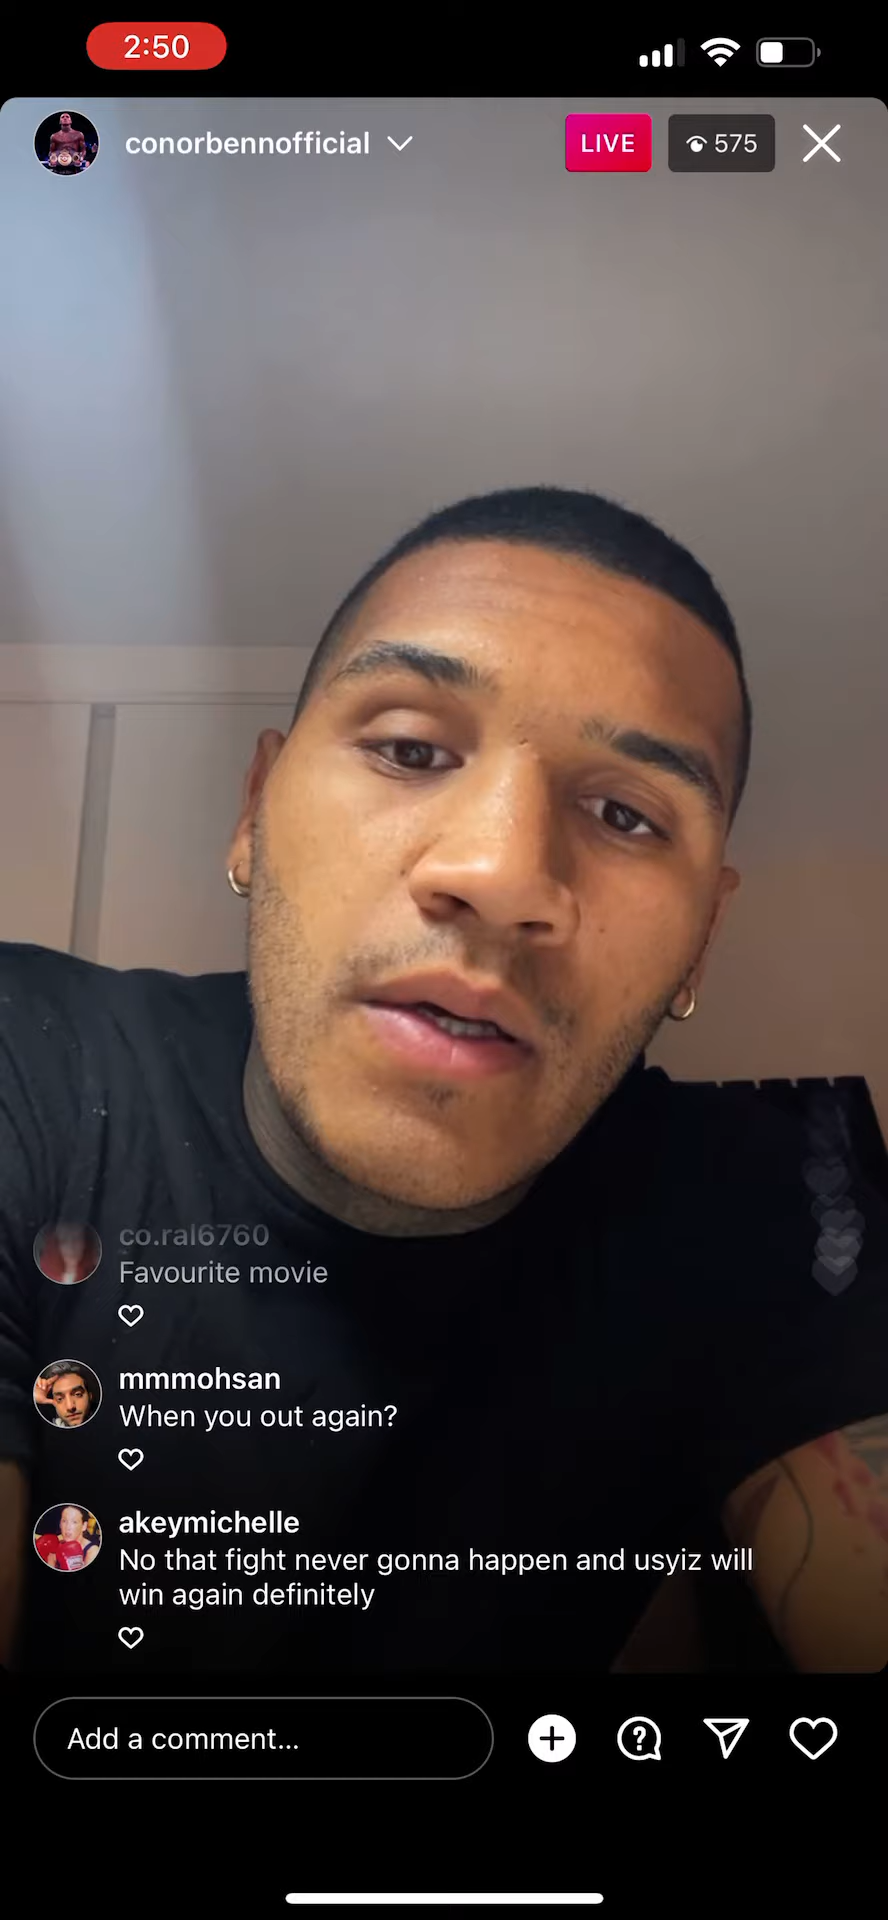 2:50
conorbennofficial
LIVE
575
co.ral6760
Favourite movie
mmmohsan
When you out again?
akeymichelle
No that fight never gonna happen and usyiz will
win again definitely
Add a comment...